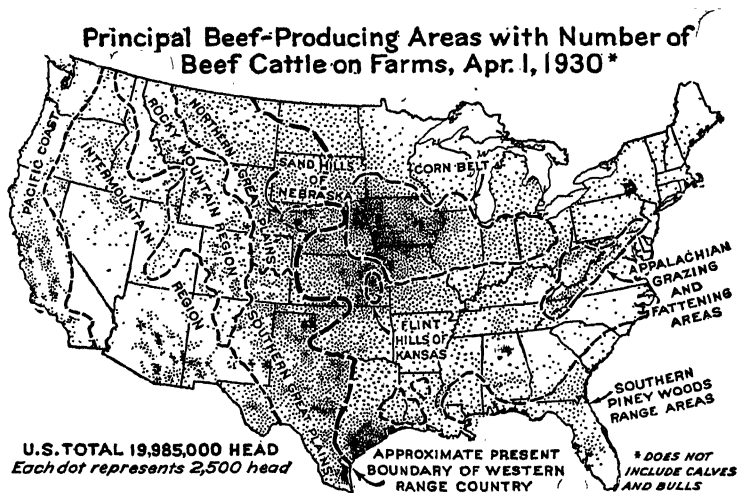 Principal Beef-Producing Areas with Number of
Beef Cattle on Farms, Apr. 1, 1930*
PACIFIC COAST
INTERMOUNTAIN
REGION
ROCKY MOUNTAIN REGION
NORTHERN GREAT PLAINS
SAND HILLS
OF
NEBRASKA
CORN BELT
SOUTHERN GREAT PLAINS
FLINT
HILLS OF
KANSAS
APPALACHIAN
GRAZING
AND
FATTENING
AREAS
SOUTHERN
PINEY WOODS
RANGE AREAS
U.S. TOTAL 19,985,000 HEAD
Each dot represents 2,500 head
APPROXIMATE PRESENT
BOUNDARY OF WESTERN
RANGE COUNTRY
* DOES NOT
INCLUDE CALVES
AND BULLS